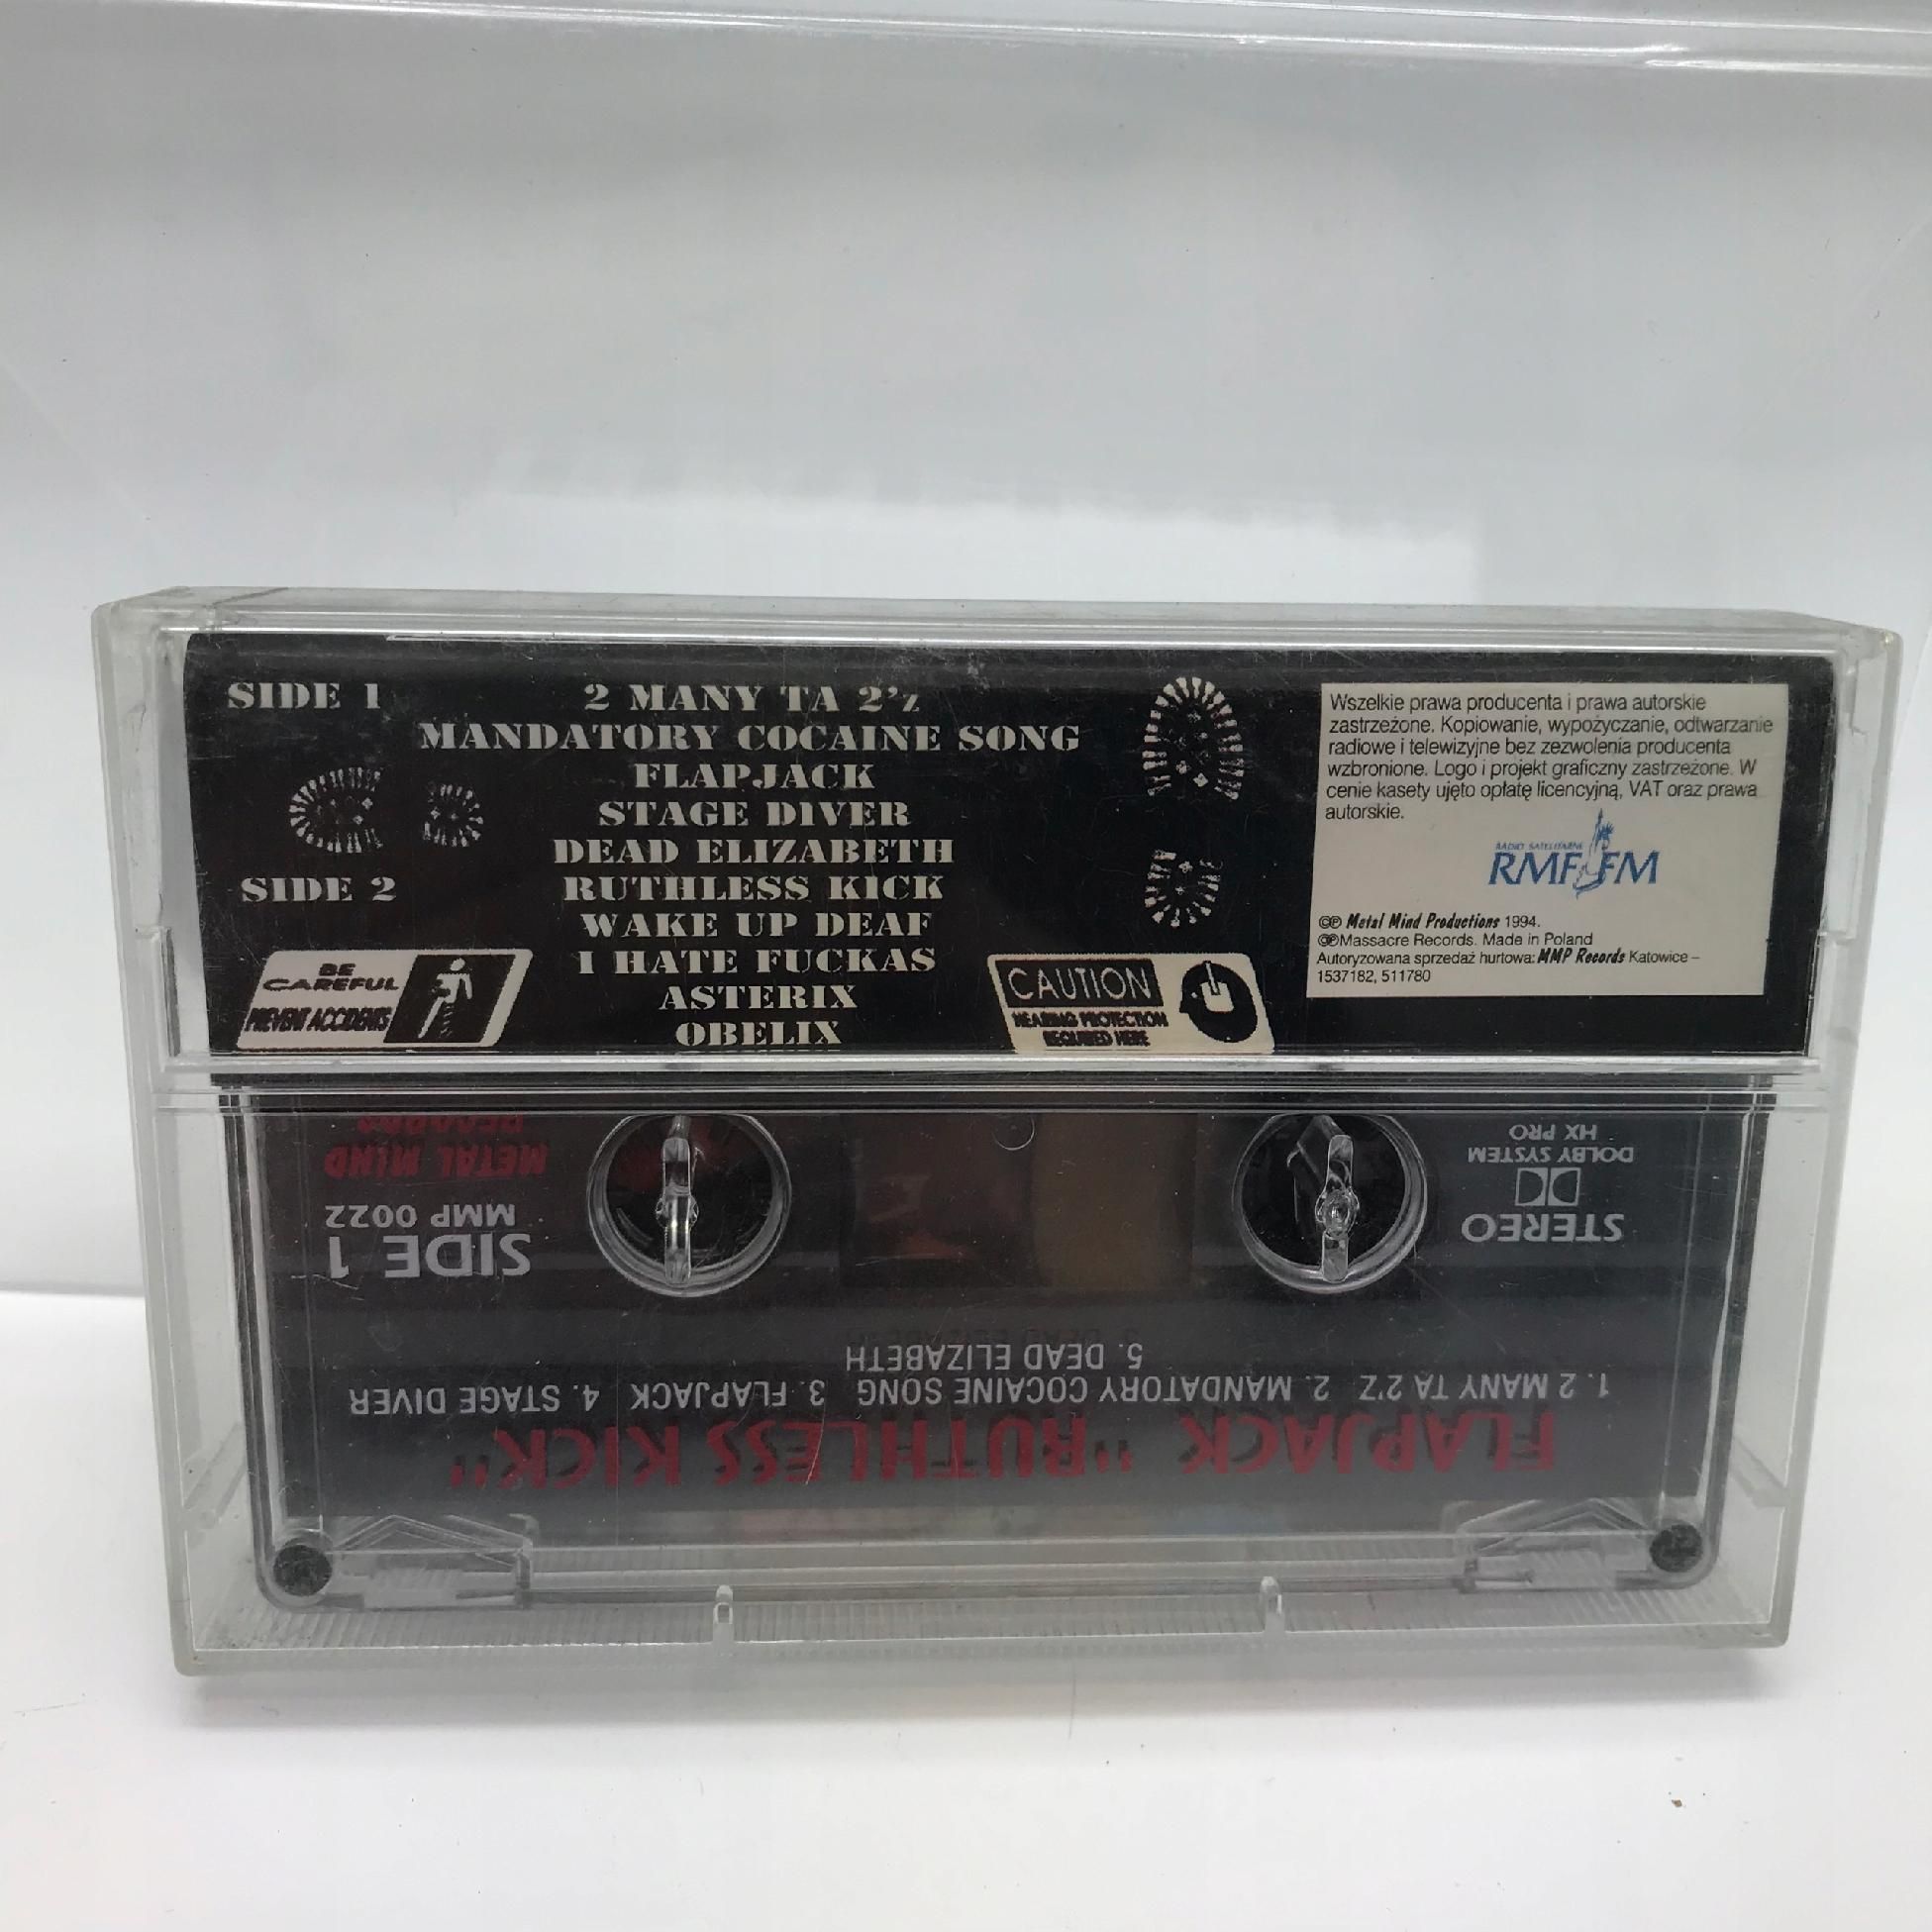 SIDE 1
2 MANY TA 2'z
MANDATORY COCAINE SONG
FLAPJACK
STAGE DIVER
DEAD ELIZABETH
SIDE 2
RUTHLESS KICK
WAKE UP DEAF
I HATE FUCKAS
ASTERIX
OBELIX
BE
CAREFUL
PREVENT ACCIDENTS
CAUTION
HEARING PROTECTION
REQUIRED HERE
Wszelkie prawa producenta i prawa autorskie
zastrzeżone. Kopiowanie, wypożyczanie, odtwarzanie
radiowe i telewizyjne bez zezwolenia producenta
wzbronione. Logo i projekt graficzny zastrzeżone. W
cenie kasety ujęto opłatę licencyjną, VAT oraz prawa
autorskie.
RADIO SATELITARNE
RMF FM
©℗ Metal Mind Productions 1994.
©℗Massacre Records. Made in Poland
Autoryzowana sprzedaż hurtowa: MMP Records Katowice –
1537182, 511780
FLAPJACK "RUTHLESS KICK"
1. 2 MANY TA 2'Z 2. MANDATORY COCAINE SONG 3. FLAPJACK 4. STAGE DIVER
5. DEAD ELIZABETH
STEREO
DOLBY SYSTEM
HX PRO
SIDE 1
MMP 0022
METAL MIND
RECORDS